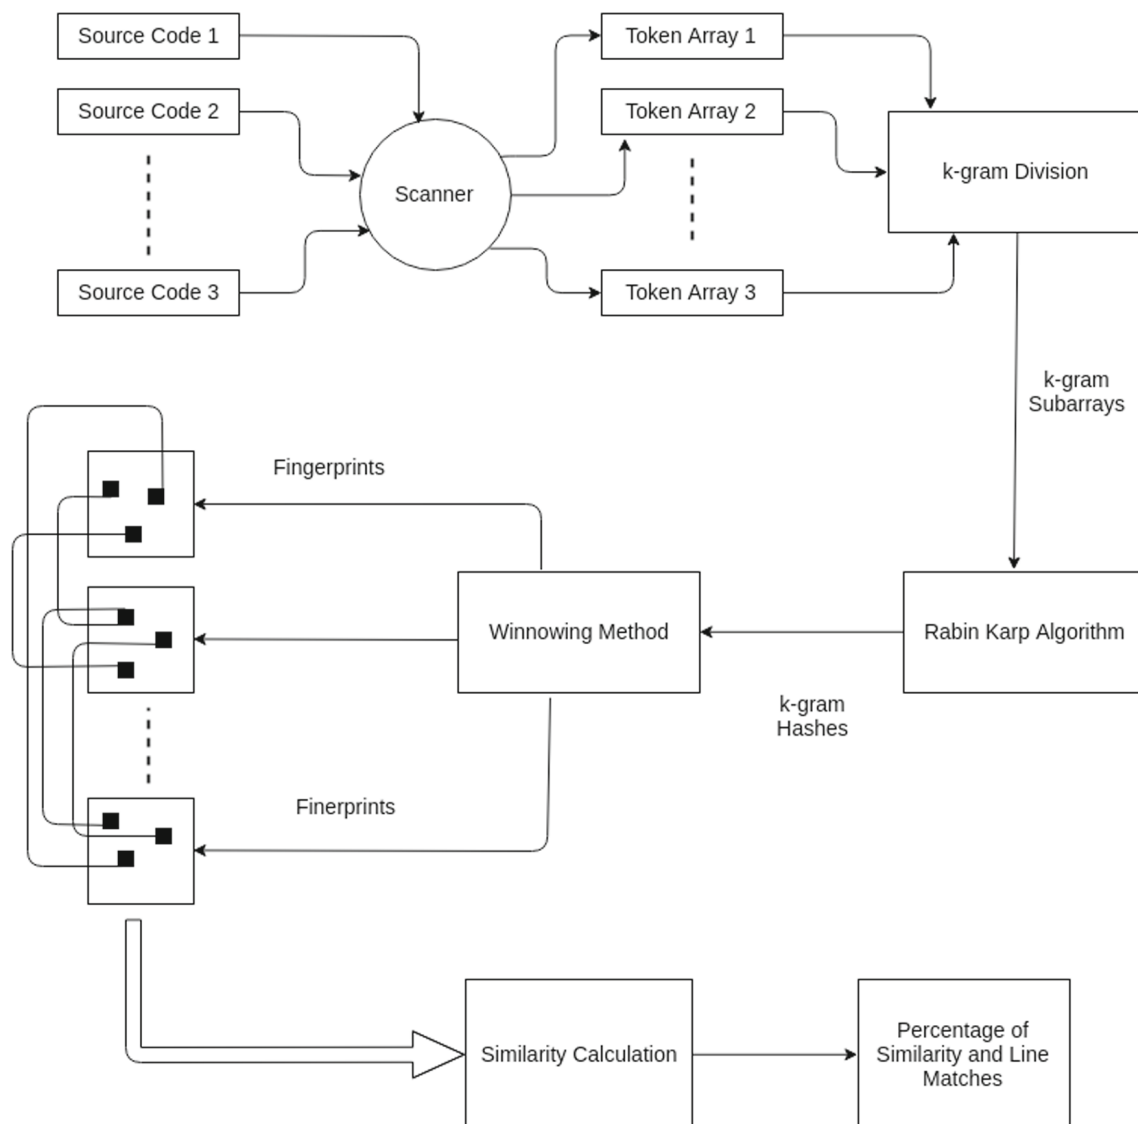 Source Code 1
Token Array 1
Source Code 2
Token Array 2
k-gram Division
Scanner
Source Code 3
Token Array 3
k-gram
Subarrays
Fingerprints
Winnowing Method
Rabin Karp Algorithm
k-gram
Hashes
Finerprints
Similarity Calculation
Percentage of
Similarity and Line
Matches